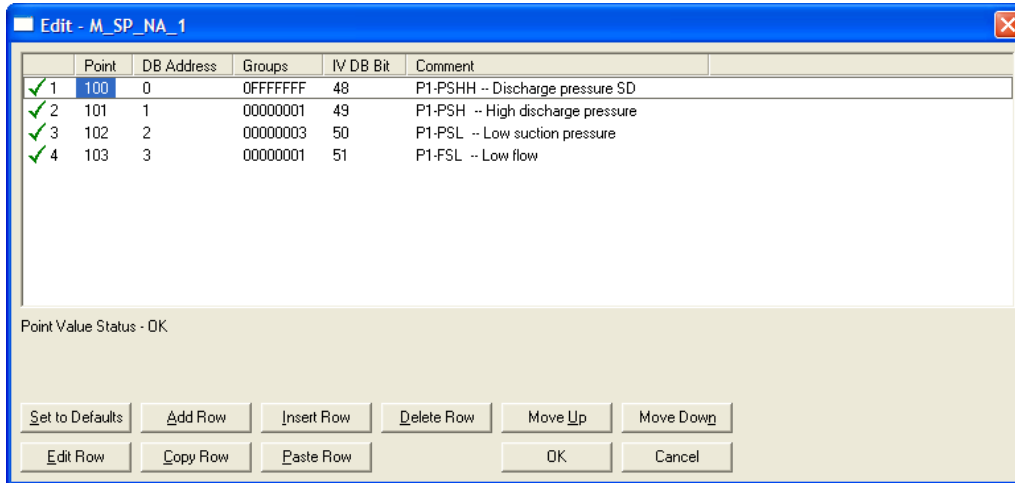 Edit - M_SP_NA_1
Point DB Address Groups IV DB Bit Comment
1 100 0 0FFFFFFF 48 P1-PSHH -- Discharge pressure SD
2 101 1 00000001 49 P1-PSH -- High discharge pressure
3 102 2 00000003 50 P1-PSL -- Low suction pressure
4 103 3 00000001 51 P1-FSL -- Low flow
Point Value Status - OK
Set to Defaults Add Row Insert Row Delete Row Move Up Move Down
Edit Row Copy Row Paste Row OK Cancel